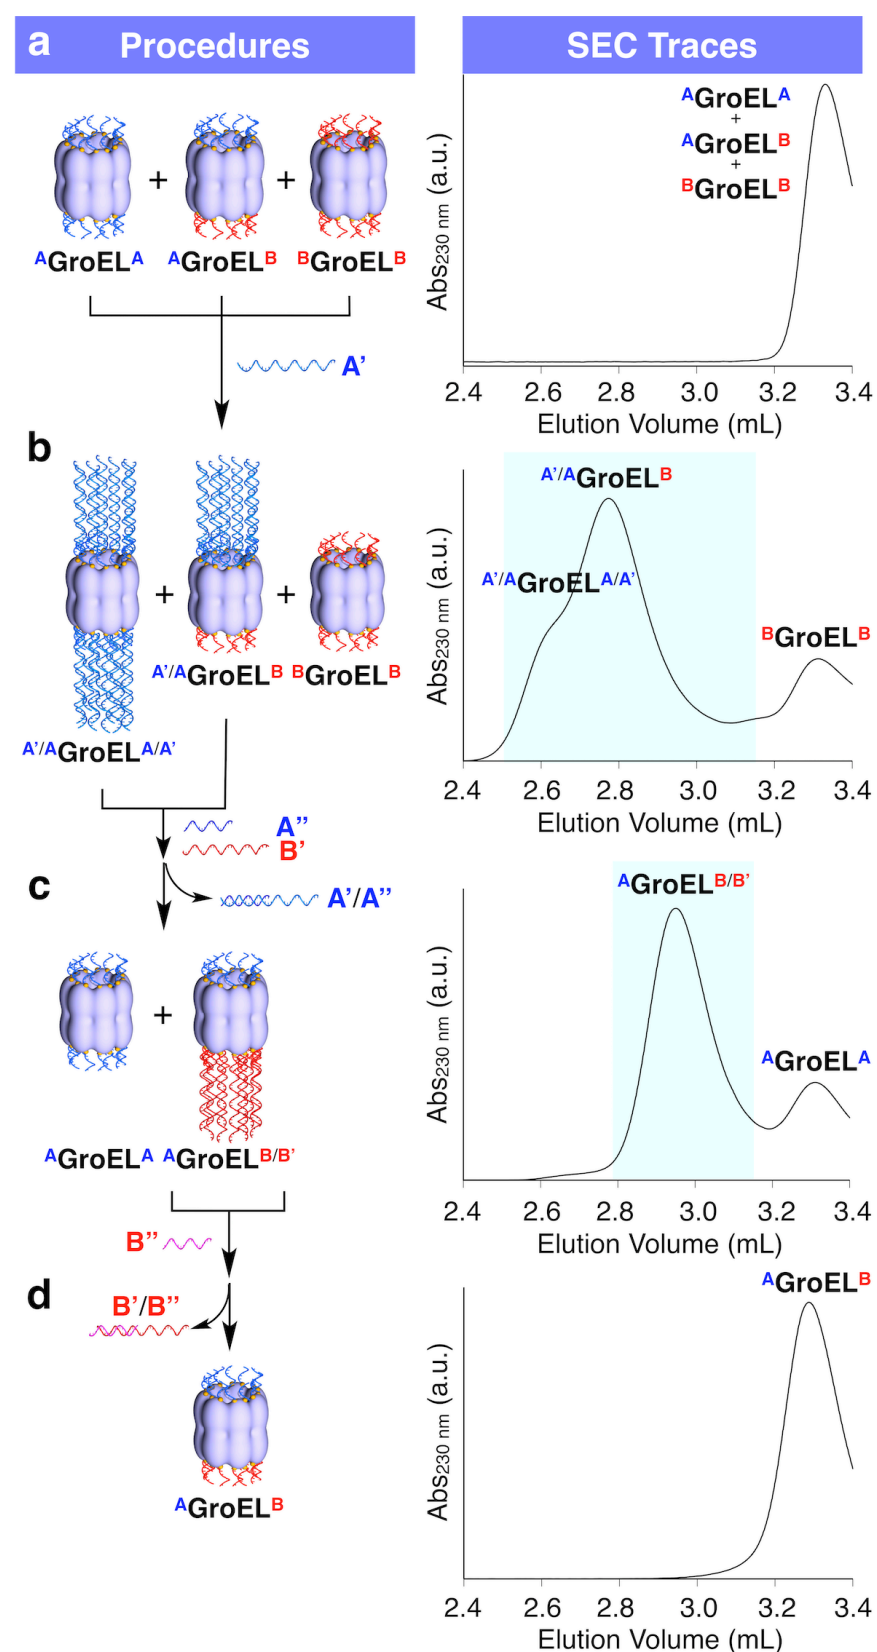 a Procedures
SEC Traces
+ +
AGroELA AGroELB BGroELB
A’
AGroELA
+
AGroELB
+
BGroELB
Abs230 nm (a.u.)
2.4 2.6 2.8 3.0 3.2 3.4
Elution Volume (mL)
b
+ +
A’/AGroELB BGroELB
A’/AGroELA/A’
A’/AGroELB
A’/AGroELA/A’
BGroELB
Abs230 nm (a.u.)
2.4 2.6 2.8 3.0 3.2 3.4
Elution Volume (mL)
A’’
B’
c
A’/A’’
+
AGroELA AGroELB/B’
AGroELB/B’
AGroELA
Abs230 nm (a.u.)
2.4 2.6 2.8 3.0 3.2 3.4
Elution Volume (mL)
B’’
d
B’/B’’
AGroELB
AGroELB
Abs230 nm (a.u.)
2.4 2.6 2.8 3.0 3.2 3.4
Elution Volume (mL)